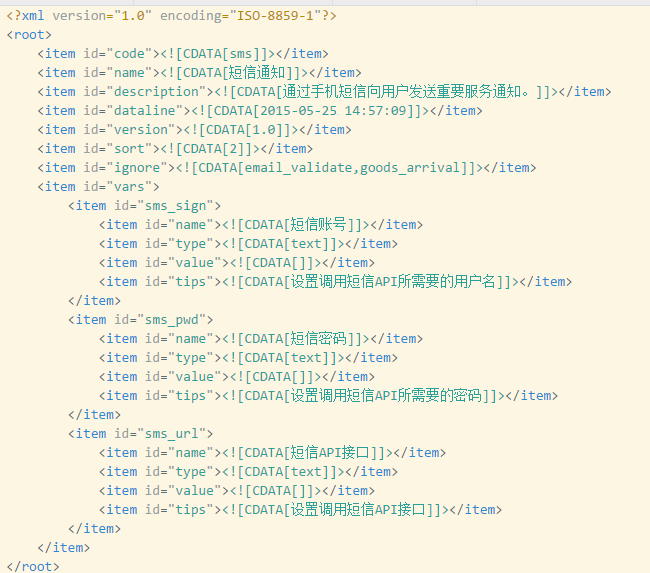 <?xml version="1.0" encoding="ISO-8859-1"?>
<root>
    <item id="code"><![CDATA[sms]]></item>
    <item id="name"><![CDATA[短信通知]]></item>
    <item id="description"><![CDATA[通过手机短信向用户发送重要服务通知。]]></item>
    <item id="dataline"><![CDATA[2015-05-25 14:57:09]]></item>
    <item id="version"><![CDATA[1.0]]></item>
    <item id="sort"><![CDATA[2]]></item>
    <item id="ignore"><![CDATA[email_validate,goods_arrival]]></item>
    <item id="vars">
        <item id="sms_sign">
            <item id="name"><![CDATA[短信账号]]></item>
            <item id="type"><![CDATA[text]]></item>
            <item id="value"><![CDATA[]]></item>
            <item id="tips"><![CDATA[设置调用短信API所需要的用户名]]></item>
        </item>
        <item id="sms_pwd">
            <item id="name"><![CDATA[短信密码]]></item>
            <item id="type"><![CDATA[text]]></item>
            <item id="value"><![CDATA[]]></item>
            <item id="tips"><![CDATA[设置调用短信API所需要的密码]]></item>
        </item>
        <item id="sms_url">
            <item id="name"><![CDATA[短信API接口]]></item>
            <item id="type"><![CDATA[text]]></item>
            <item id="value"><![CDATA[]]></item>
            <item id="tips"><![CDATA[设置调用短信API接口]]></item>
        </item>
    </item>
</root>